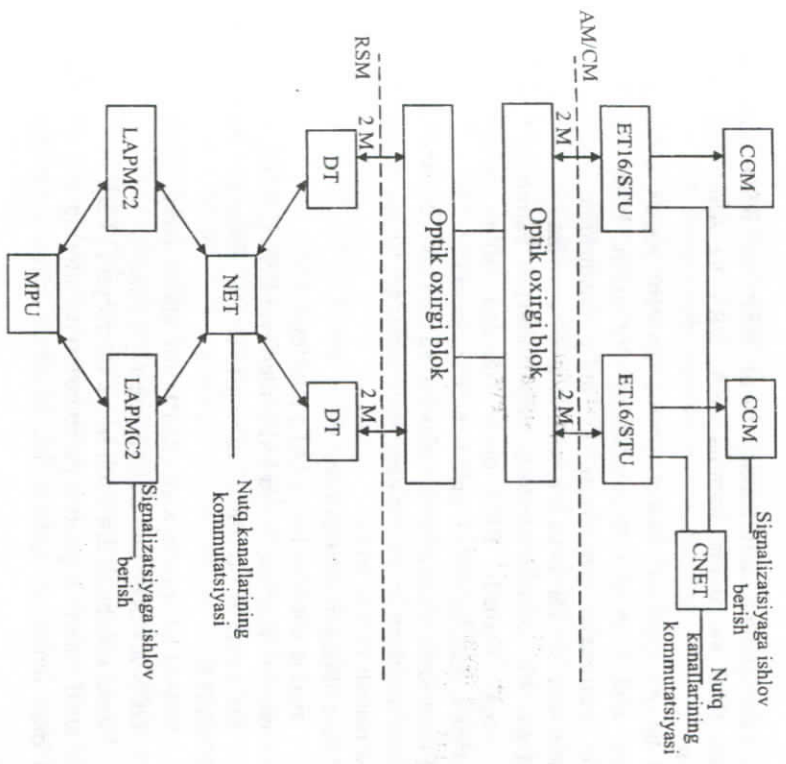 CCM
CCM
Signalizatsiyaga ishlov
berish
CNET
Nutq
kanallarining
kommutatsiyasi
ET16/STU
ET16/STU
AM/CM
2 M
2 M
Optik oxirgi blok
Optik oxirgi blok
2 M
2 M
RSM
DT
DT
NET
Nutq kanallarining
kommutatsiyasi
LAPMC2
LAPMC2
Signalizatsiyaga ishlov
berish
MPU